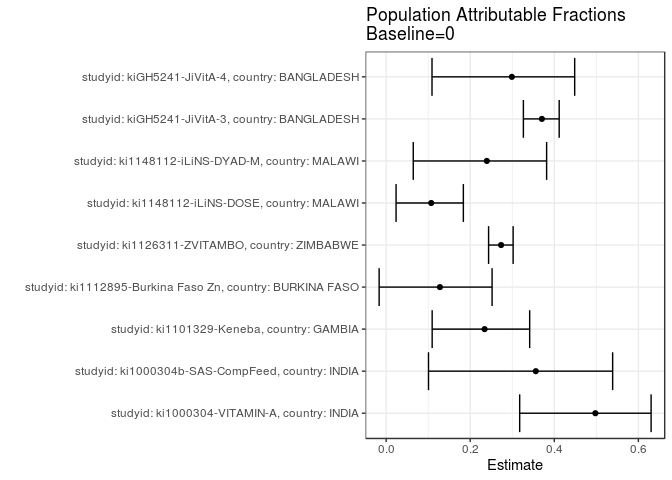 Population Attributable Fractions
Baseline=0
studyid: kiGH5241-JiVitA-4, country: BANGLADESH
studyid: kiGH5241-JiVitA-3, country: BANGLADESH
studyid: ki1148112-iLiNS-DYAD-M, country: MALAWI
studyid: ki1148112-iLiNS-DOSE, country: MALAWI
studyid: ki1126311-ZVITAMBO, country: ZIMBABWE
studyid: ki1112895-Burkina Faso Zn, country: BURKINA FASO
studyid: ki1101329-Keneba, country: GAMBIA
studyid: ki1000304b-SAS-CompFeed, country: INDIA
studyid: ki1000304-VITAMIN-A, country: INDIA
0.0 0.2 0.4 0.6
Estimate